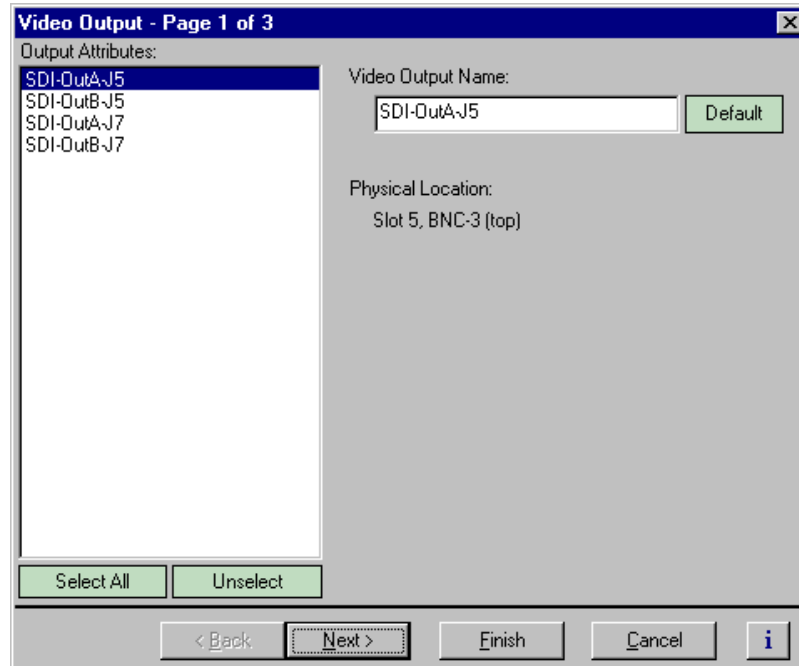 Video Output - Page 1 of 3
Output Attributes:
SDI-OutA-J5
SDI-OutB-J5
SDI-OutA-J7
SDI-OutB-J7
Video Output Name:
SDI-OutA-J5
Default
Physical Location:
Slot 5, BNC-3 (top)
Select All
Unselect
< Back
Next >
Finish
Cancel
i